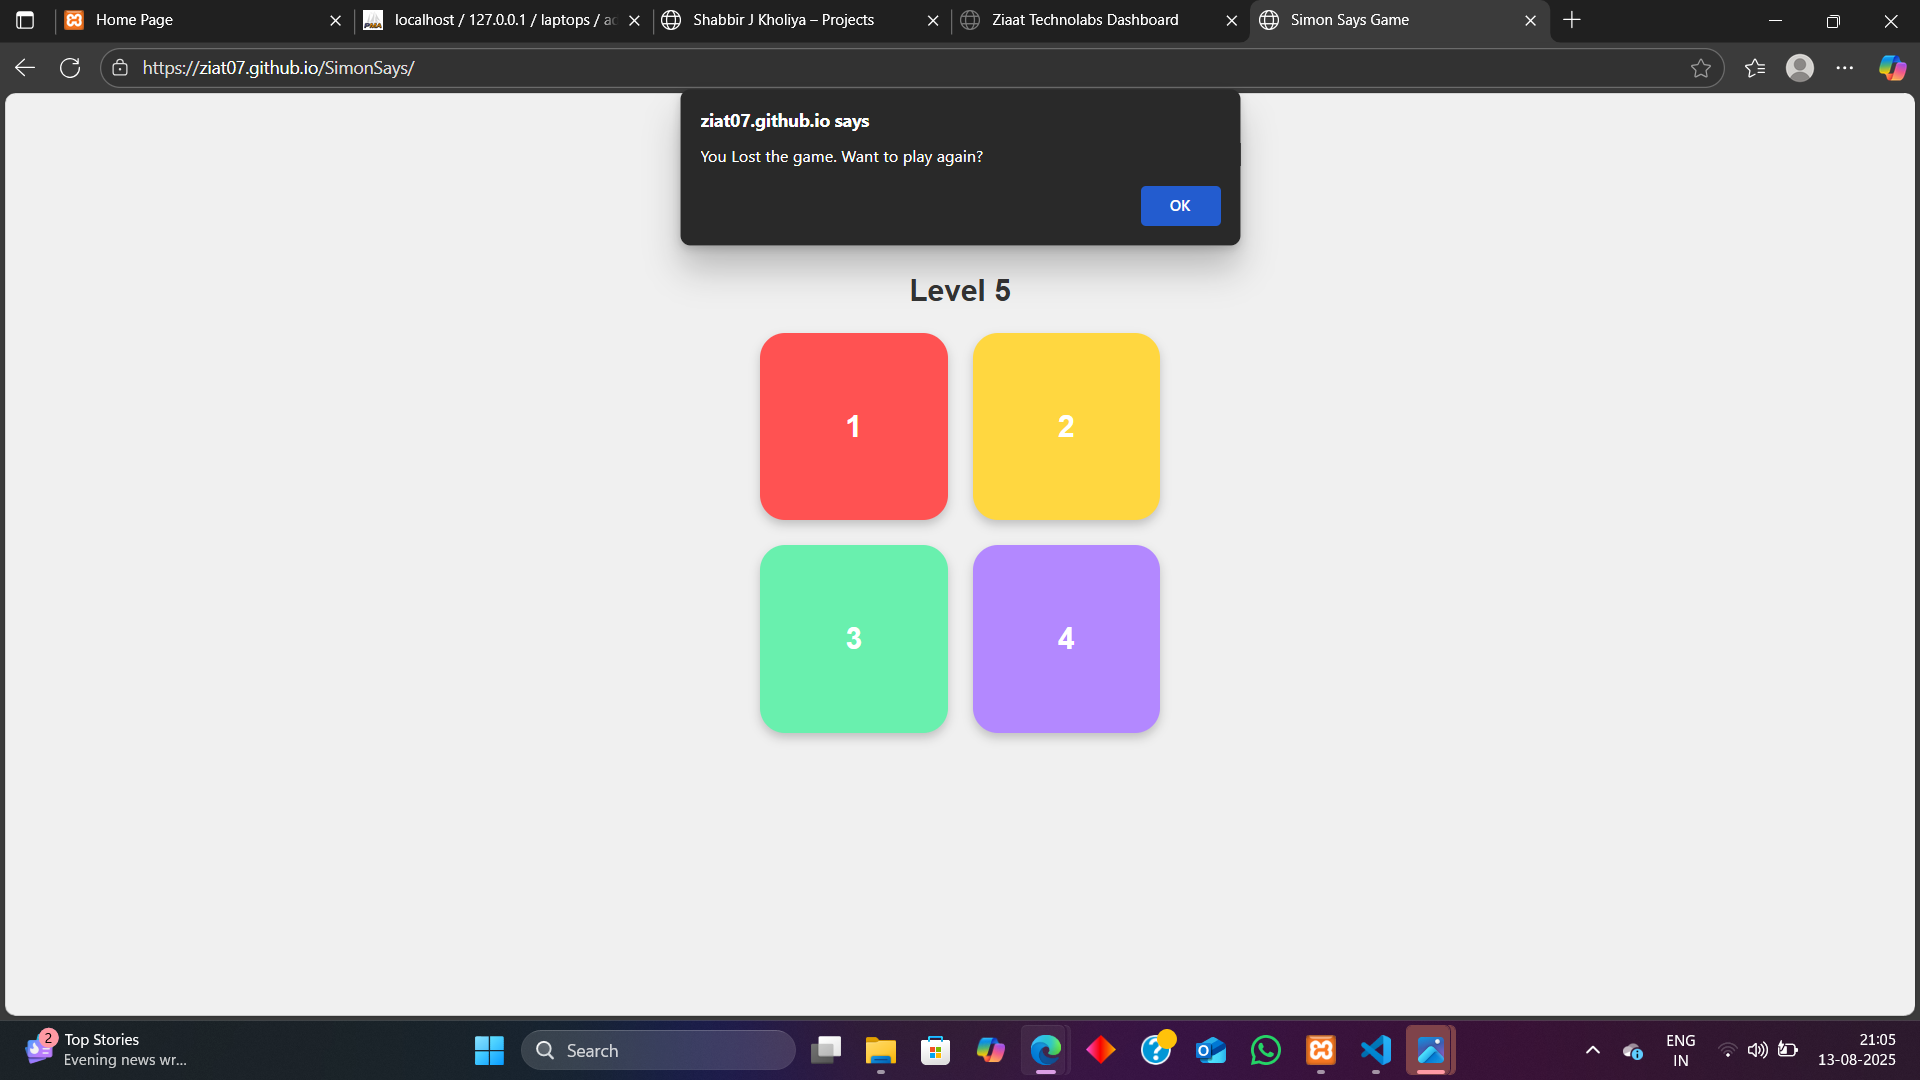 Home Page
localhost / 127.0.0.1 / laptops /
Shabbir J Kholiya – Projects
Ziaat Technolabs Dashboard
Simon Says Game
https://ziat07.github.io/SimonSays/
ziat07.github.io says
You Lost the game. Want to play again?
OK
Level 5
1
2
3
4
2
Top Stories
Evening news wr...
Search
ENG
IN
21:05
13-08-2025